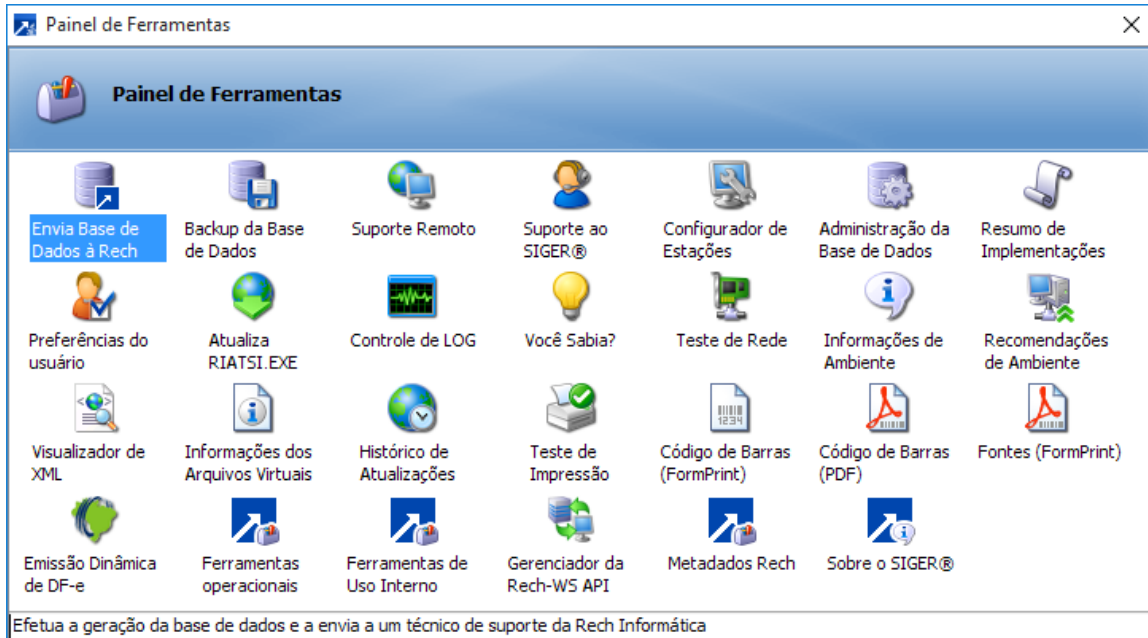 Painel de Ferramentas
Painel de Ferramentas
Envia Base de
Dados à Rech
Backup da Base
de Dados
Suporte Remoto
Suporte ao
SIGER®
Configurador de
Estações
Administração da
Base de Dados
Resumo de
Implementações
Preferências do
usuário
Atualiza
RIATSI.EXE
Controle de LOG
Você Sabia?
Teste de Rede
Informações de
Ambiente
Recomendações
de Ambiente
1234
Visualizador de
XML
Informações dos
Arquivos Virtuais
Histórico de
Atualizações
Teste de
Impressão
Código de Barras
(FormPrint)
Código de Barras
(PDF)
Fontes (FormPrint)
Emissão Dinâmica
de DF-e
Ferramentas
operacionais
Ferramentas de
Uso Interno
Gerenciador da
Rech-WS API
Metadados Rech
Sobre o SIGER®
Efetua a geração da base de dados e a envia a um técnico de suporte da Rech Informática